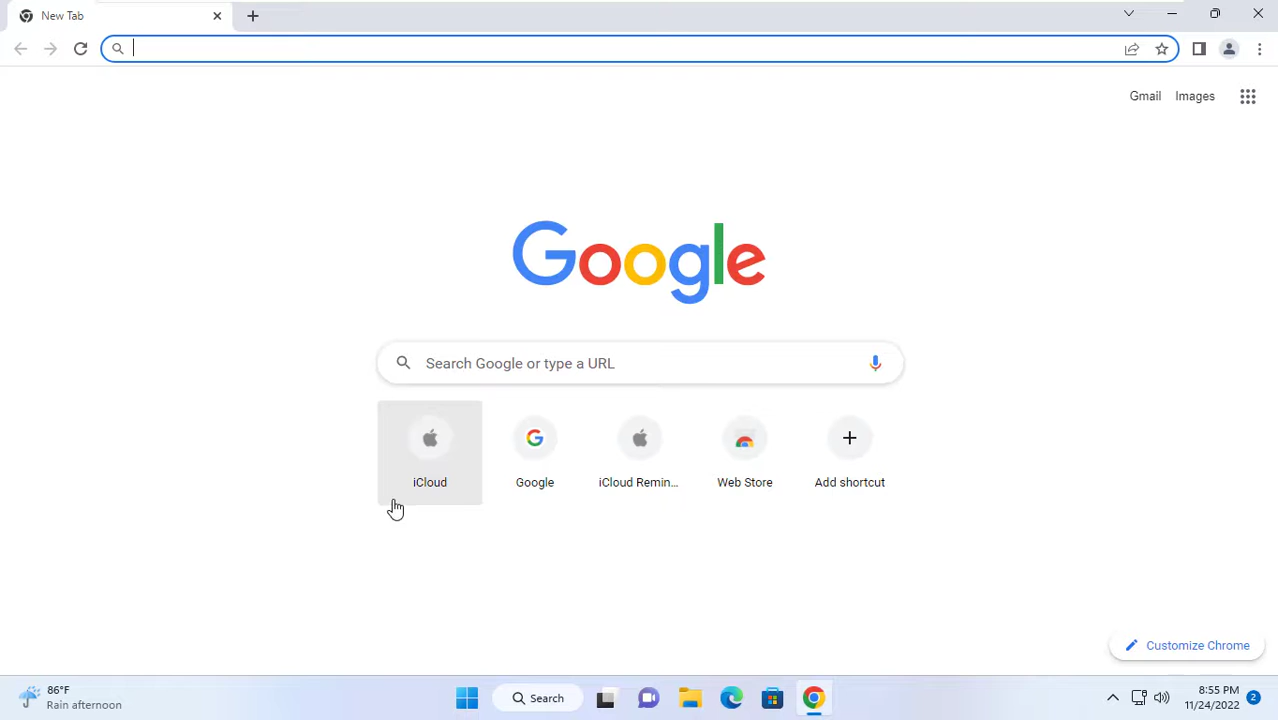 New Tab
Gmail Images
Google
Search Google or type a URL
iCloud
Google
iCloud Remin...
Web Store
Add shortcut
Customize Chrome
86°F
Rain afternoon
Search
8:55 PM
11/24/2022
2